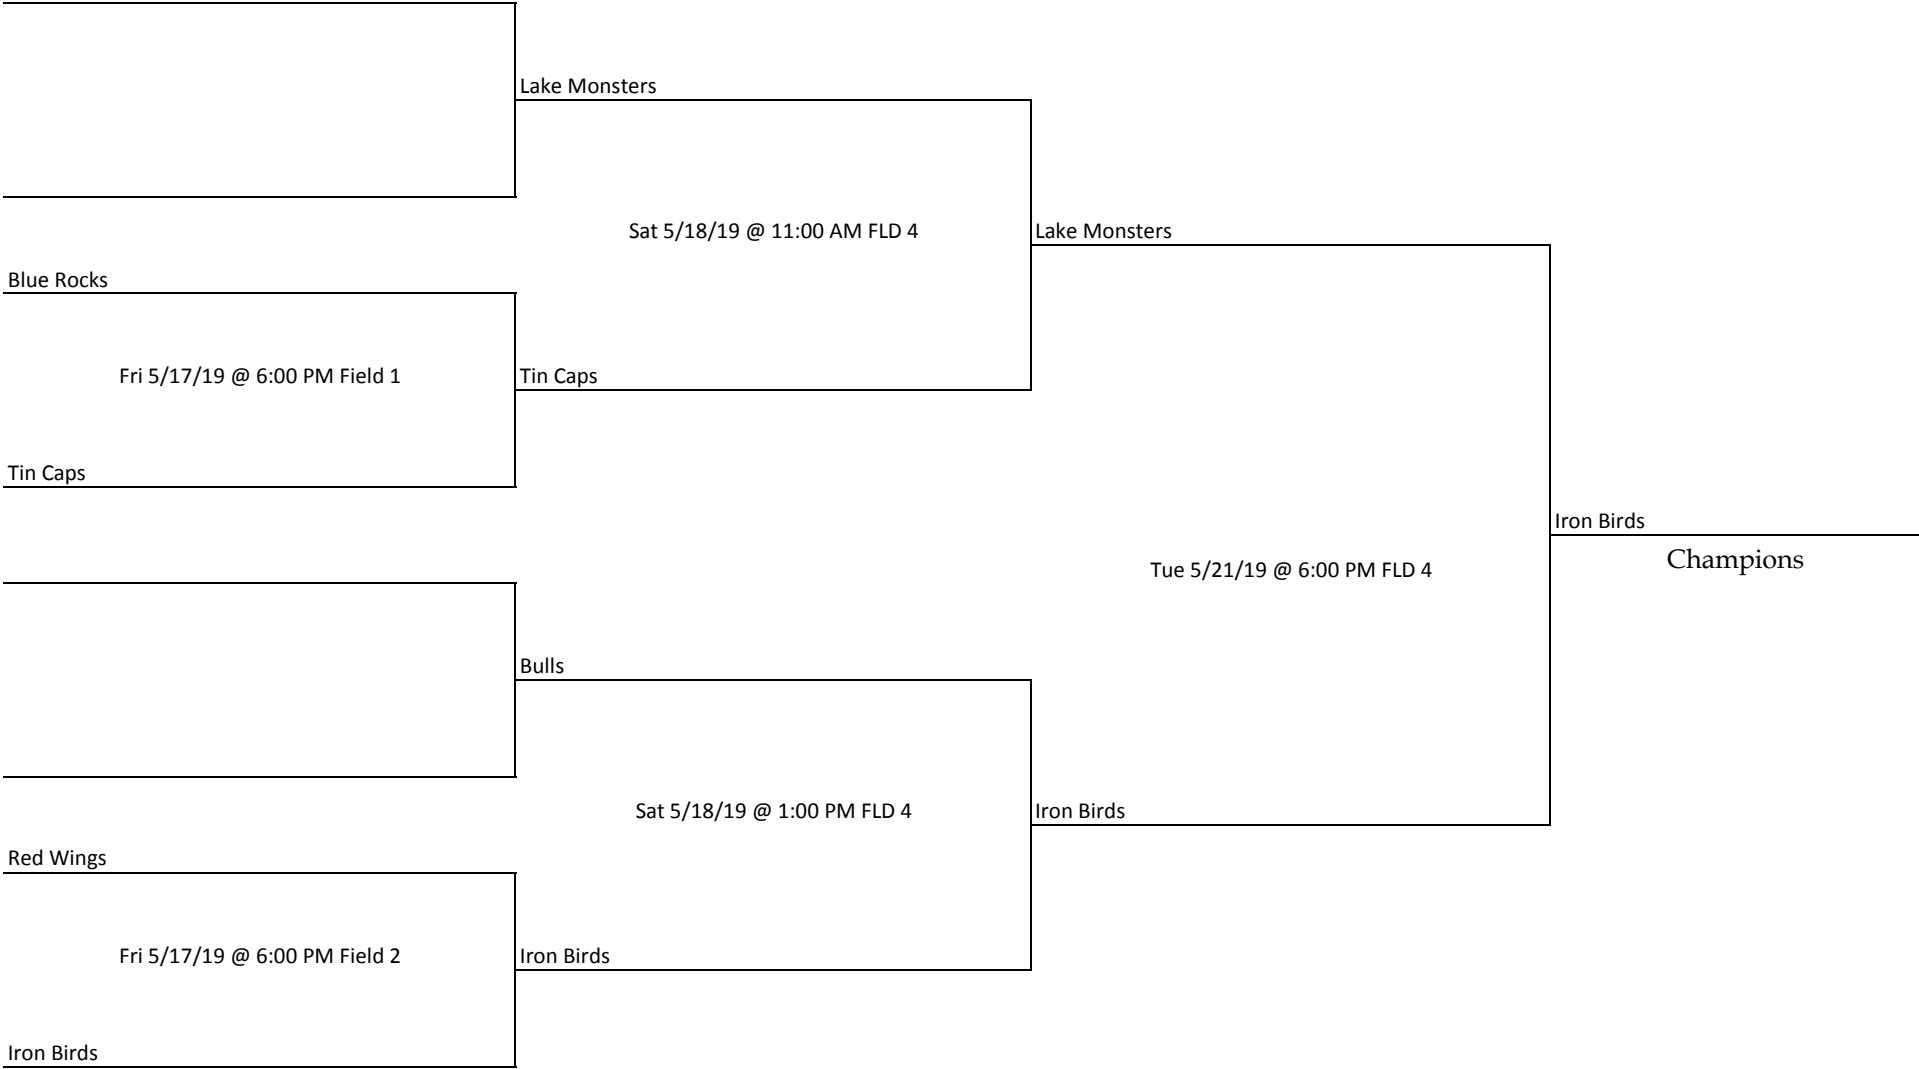 Lake Monsters
Sat 5/18/19 @ 11:00 AM FLD 4
Lake Monsters
Blue Rocks
Fri 5/17/19 @ 6:00 PM Field 1
Tin Caps
Tin Caps
Iron Birds
Champions
Tue 5/21/19 @ 6:00 PM FLD 4
Bulls
Sat 5/18/19 @ 1:00 PM FLD 4
Iron Birds
Red Wings
Fri 5/17/19 @ 6:00 PM Field 2
Iron Birds
Iron Birds